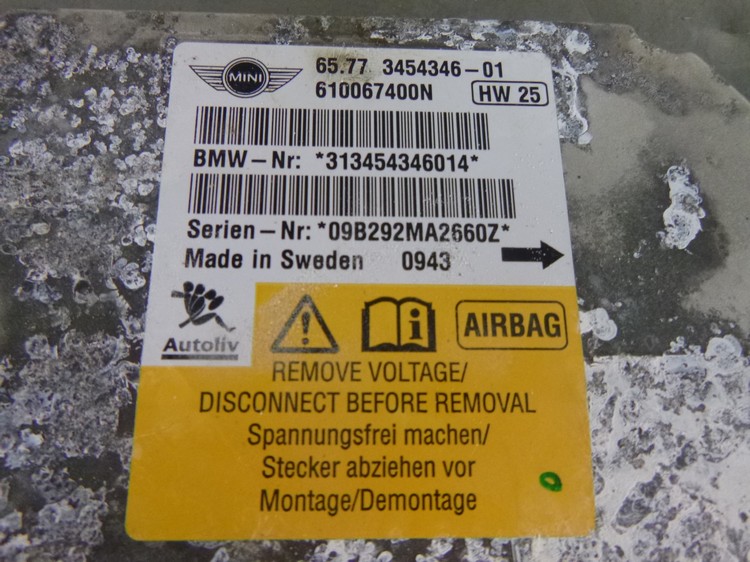 MINI
65.77 3454346-01
610067400N HW 25
BMW-Nr: *313454346014*
Serien-Nr: *09B292MA2660Z*
Made in Sweden 0943
Autoliv
i AIRBAG
REMOVE VOLTAGE/
DISCONNECT BEFORE REMOVAL
Spannungsfrei machen/
Stecker abziehen vor
Montage/Demontage